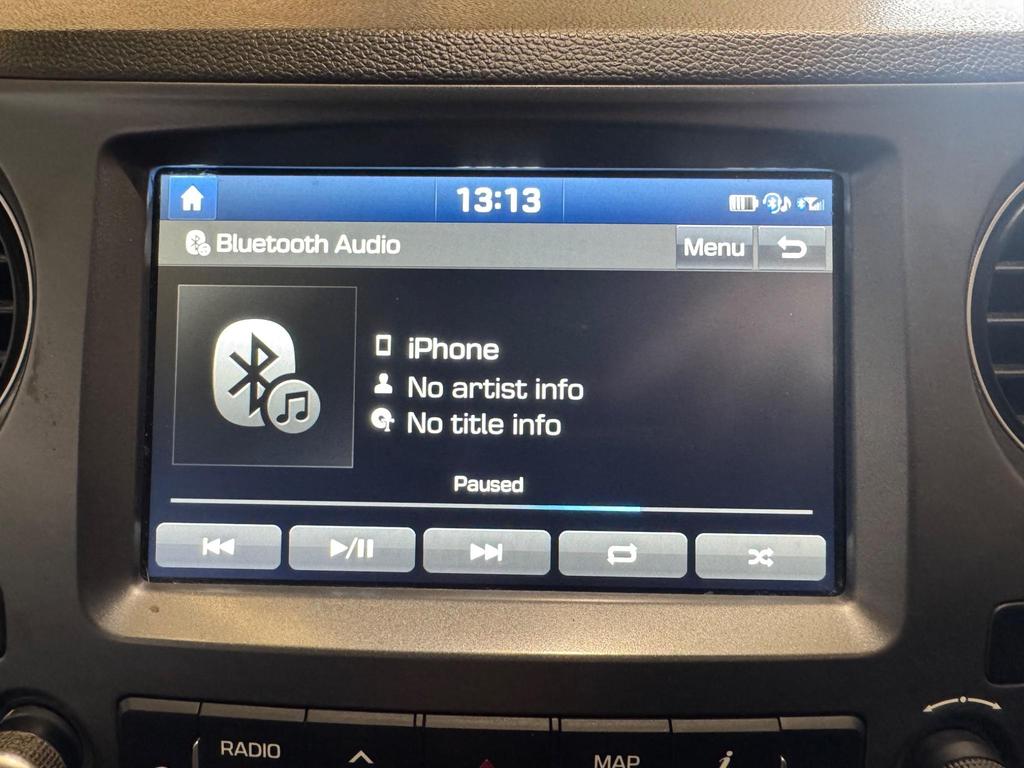 13:13
Bluetooth Audio
Menu
iPhone
No artist info
No title info
Paused
RADIO
MAP
i